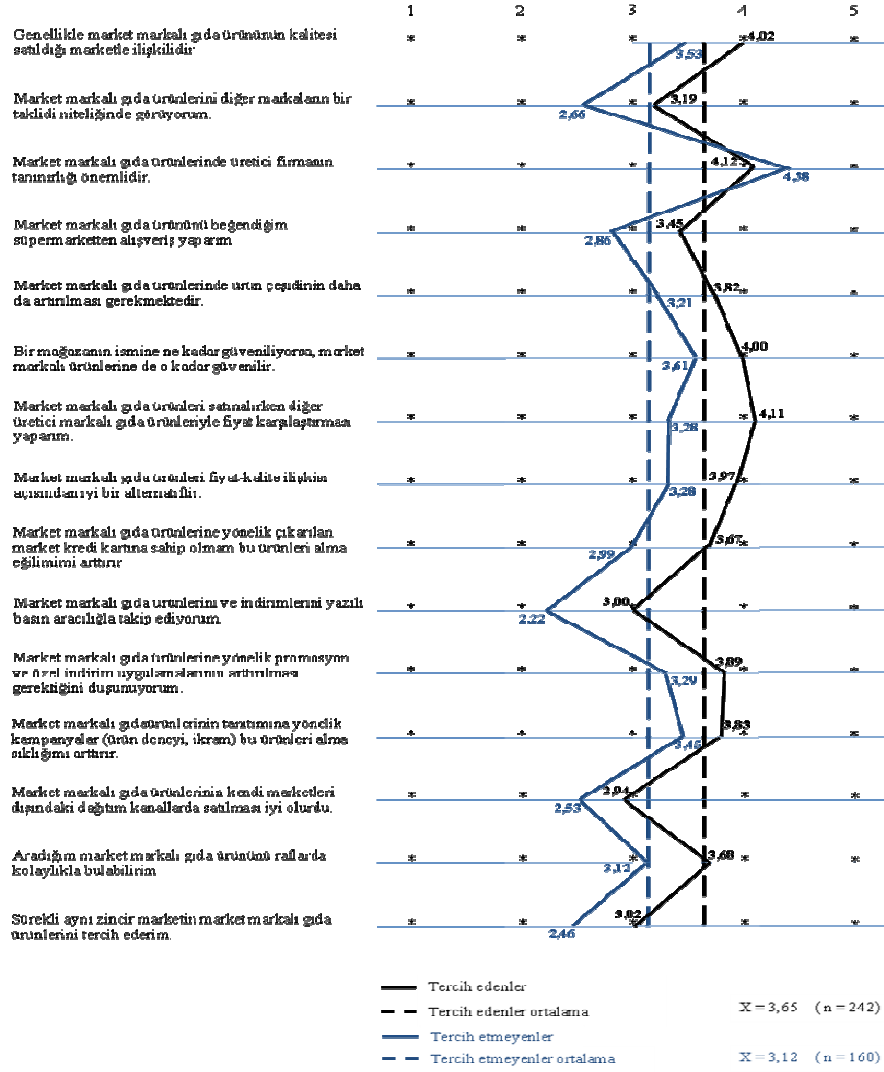 1 2 3 4 5
Genellikle market markalı gıda ürününün kalitesi
satıldığı marketle ilişkilidir
4,02
3,53
Market markalı gıda ürünlerini diğer markaların bir
taklidi niteliğinde görüyorum.
3,19
2,66
Market markalı gıda ürünlerinde üretici firmanın
tanınırlığı önemlidir.
4,12
4,38
Market markalı gıda ürününü beğendiğim
süpermarketten alışveriş yaparım
3,45
2,86
Market markalı gıda ürünlerinde ürün çeşidinin daha
da artırılması gerekmektedir.
3,82
3,21
Bir mağazanın ismine ne kadar güveniliyorsa, market
markalı ürünlerine de o kadar güvenilir.
4,00
3,61
Market markalı gıda ürünleri satınalırken diğer
üretici markalı gıda ürünleriyle fiyat karşılaştırması
yaparım.
4,11
3,28
Market markalı gıda ürünleri fiyat-kalite ilişkisi
açısından iyi bir alternatiftir.
3,97
3,28
Market markalı gıda ürünlerine yönelik çıkarılan
market kredi kartına sahip olmam bu ürünleri alma
eğilimimi arttırır
3,67
2,99
Market markalı gıda ürünlerini ve indirimlerini yazılı
basın aracılığla takip ediyorum.
3,00
2,22
Market markalı gıda ürünlerine yönelik promosyon
ve özel indirim uygulamalarının arttırılması
gerektiğini düşünüyorum.
3,89
3,29
Market markalı gıdaürünlerinin tanıtımına yönelik
kampanyalar (ürün deneyi, ikram) bu ürünleri alma
sıklığımı arttırır.
3,83
3,48
Market markalı gıda ürünlerinin kendi marketleri
dışındaki dağıtım kanallarda satılması iyi olurdu.
2,94
2,53
Aradığım market markalı gıda ürününü raflarda
kolaylıkla bulabilirim
3,68
3,12
Sürekli aynı zincir marketin market markalı gıda
ürünlerini tercih ederim.
3,02
2,46
Tercih edenler
Tercih edenler ortalama X = 3,65 (n = 242)
Tercih etmeyenler
Tercih etmeyenler ortalama X = 3,12 (n = 160)